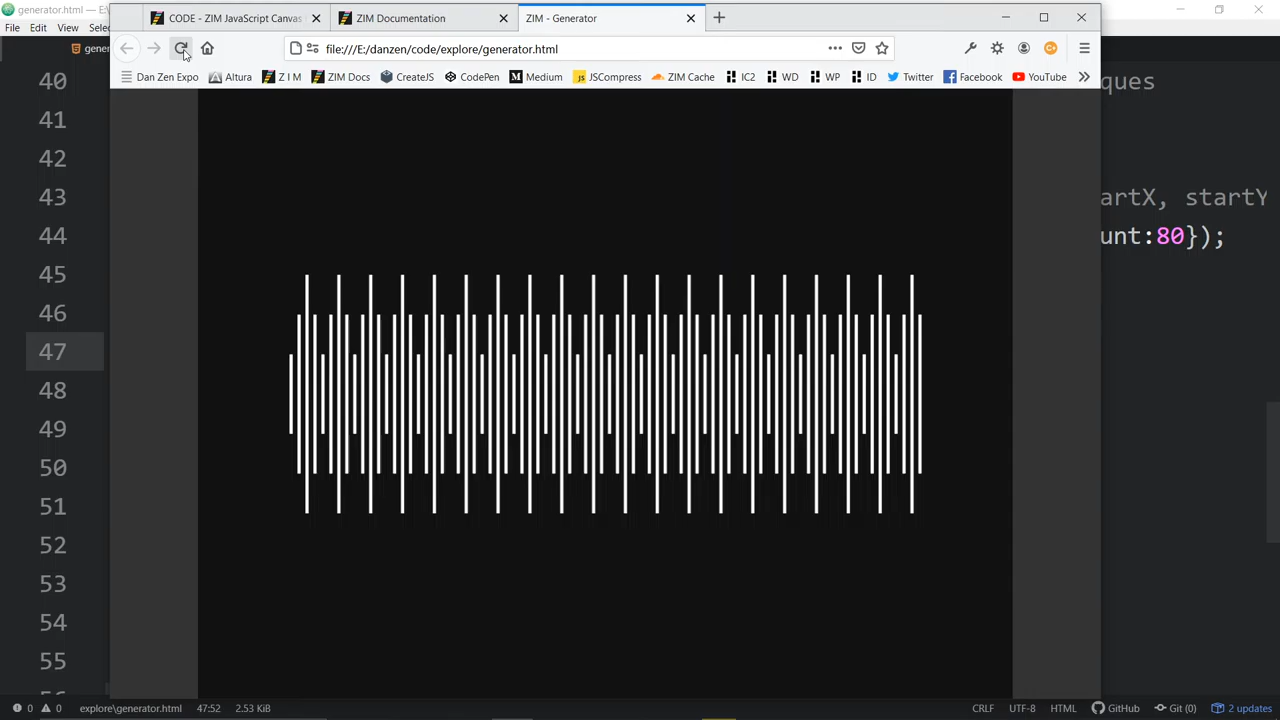 generator.html — E:
File Edit View Selec
gener
CODE - ZIM JavaScript Canvas
ZIM Documentation
ZIM - Generator
file:///E:/danzen/code/explore/generator.html
Dan Zen Expo Altura Z I M ZIM Docs CreateJS CodePen Medium JSCompress ZIM Cache IC2 WD WP ID Twitter Facebook YouTube
40 ques
41
42
43 artX, startY
44 unt:80});
45
46
47
48
49
50
51
52
53
54
55
0 0 explore\generator.html 47:52 2.53 KiB CRLF UTF-8 HTML GitHub Git (0) 2 updates